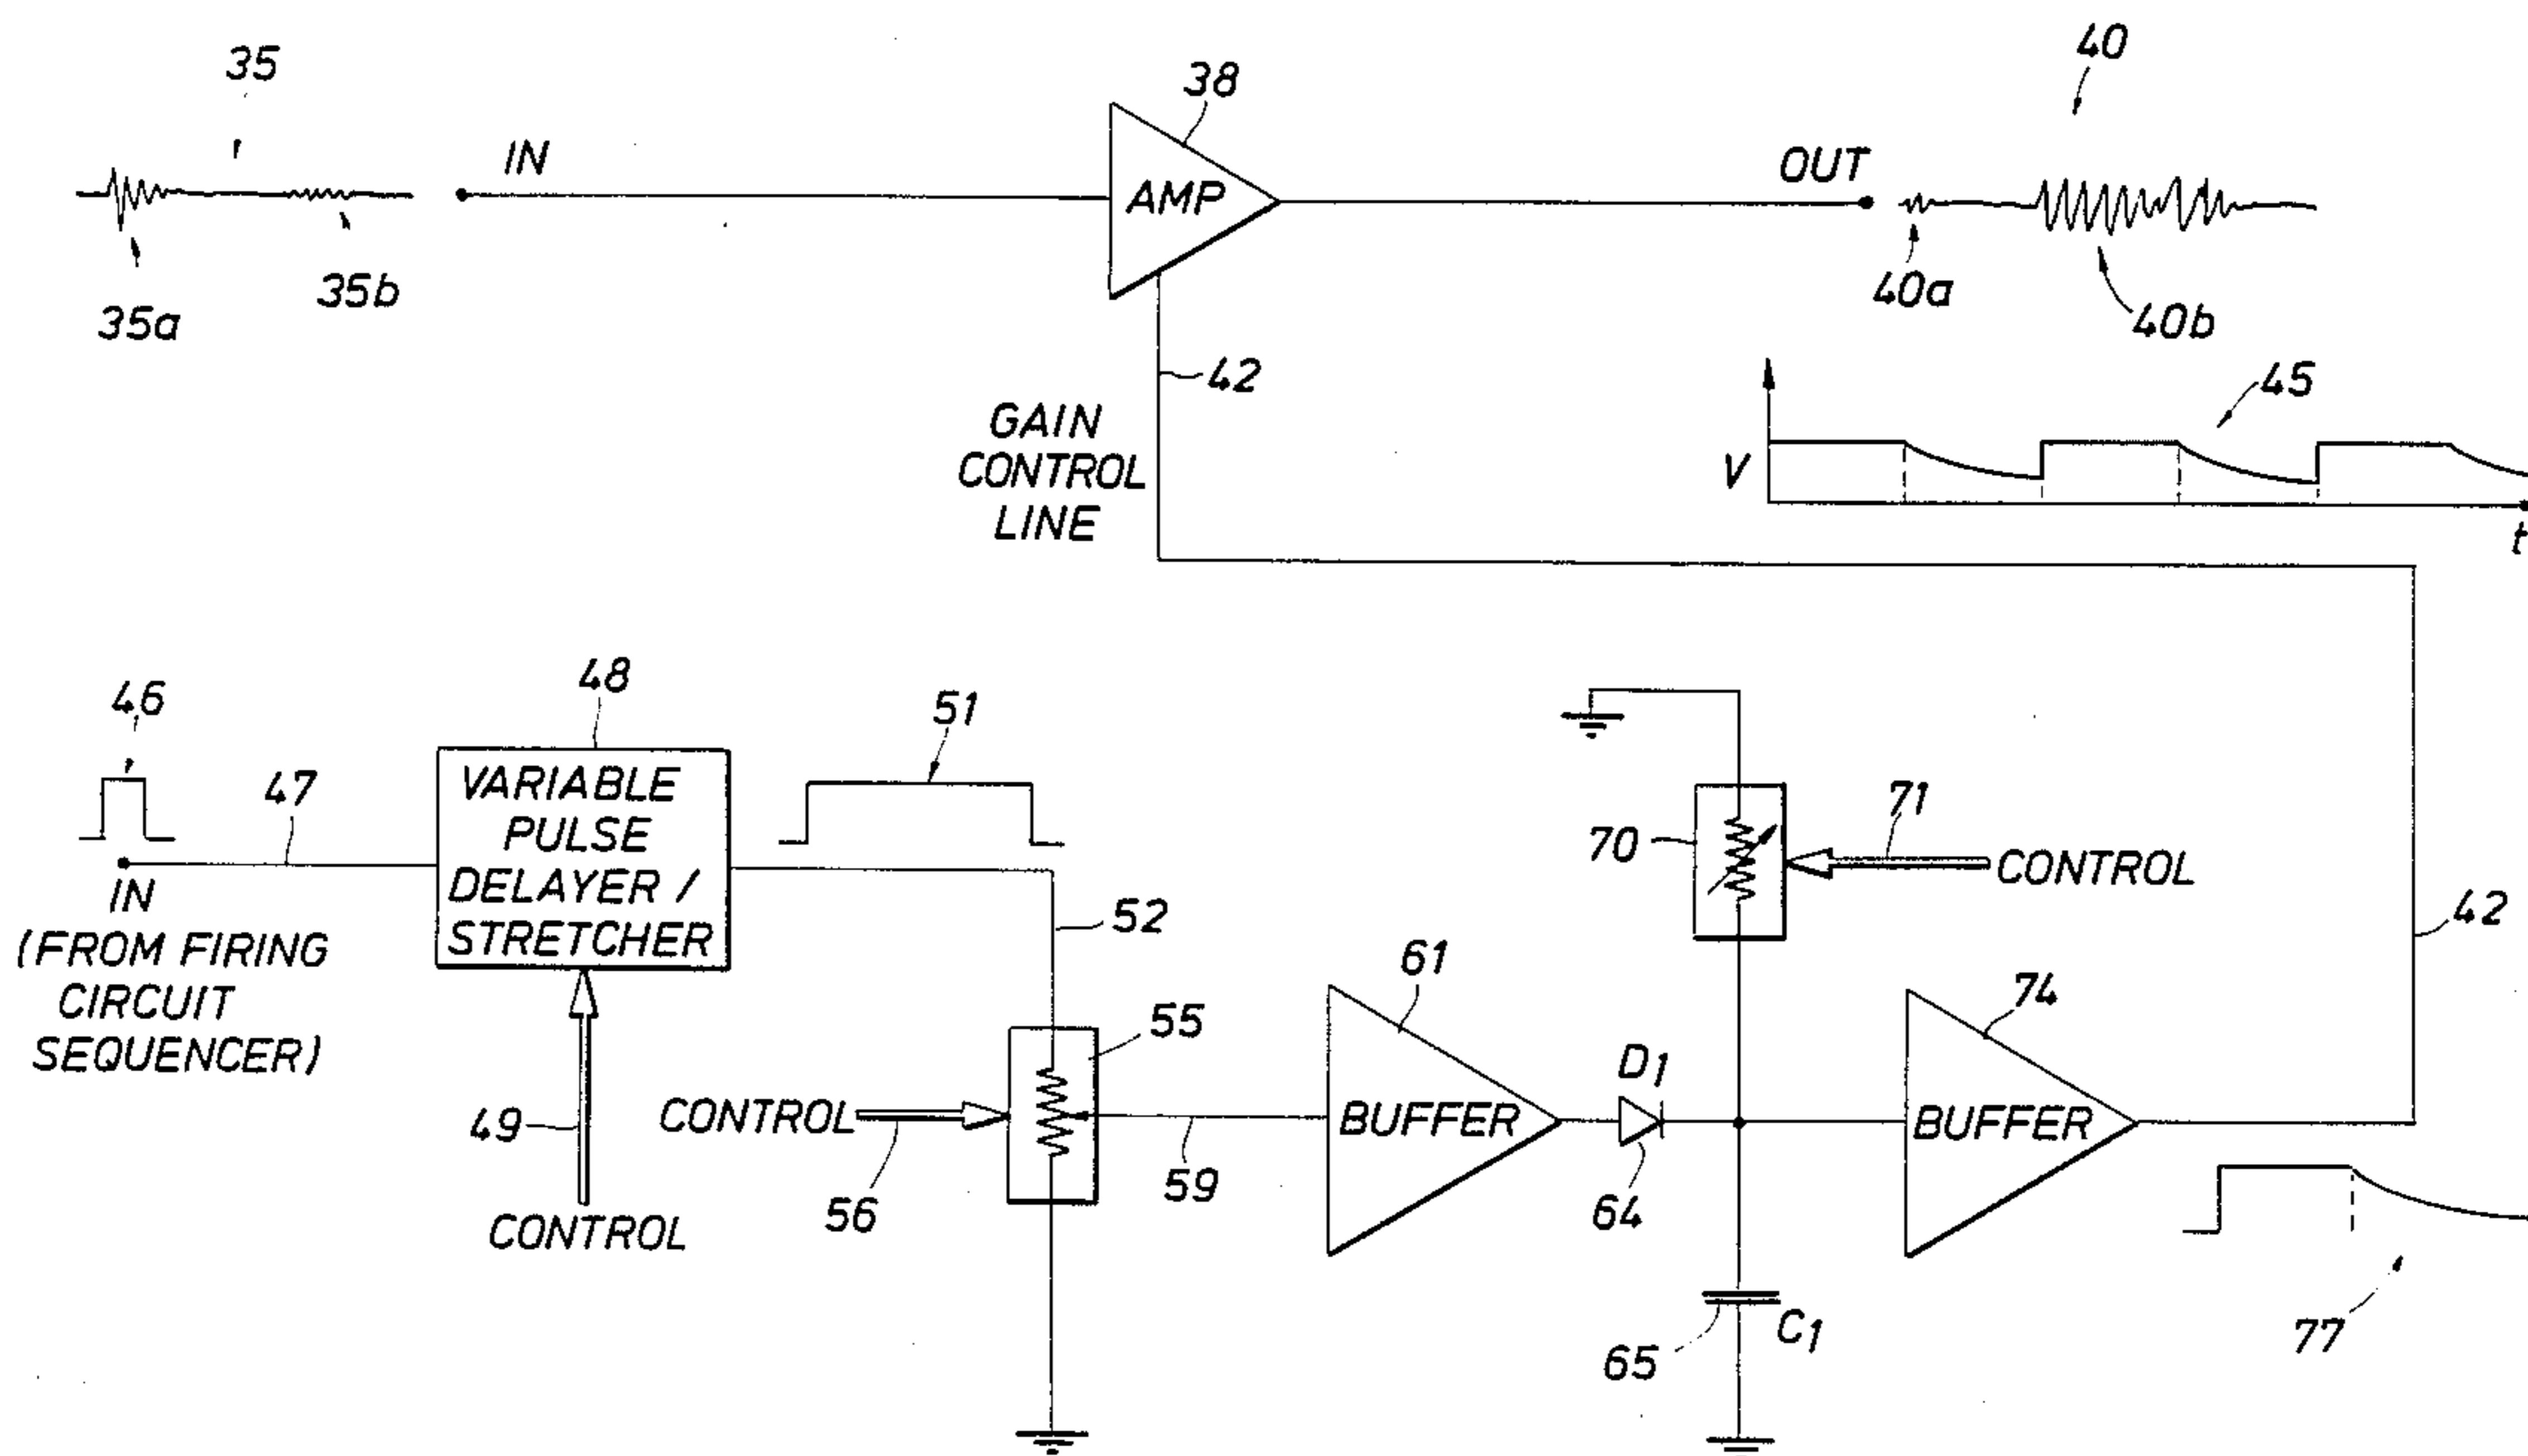 35
IN
35a
35b
38
AMP
OUT
40
40a
40b
42
GAIN
CONTROL
LINE
45
V
t
46
47
IN
(FROM FIRING
CIRCUIT
SEQUENCER)
48
VARIABLE
PULSE
DELAYER /
STRETCHER
49
CONTROL
51
52
55
CONTROL
56
59
61
BUFFER
D1
64
70
71
CONTROL
65
C1
74
BUFFER
42
77